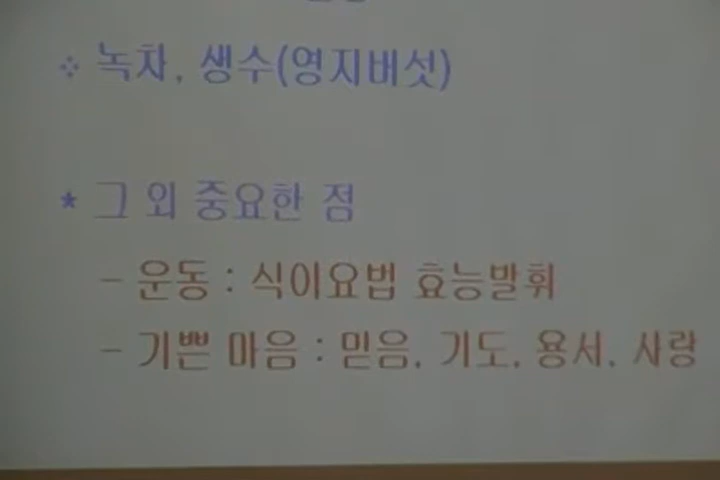 ❖ 녹차, 생수(영지버섯)
* 그 외 중요한 점
- 운동 : 식이요법 효능발휘
- 기쁜 마음 : 믿음, 기도, 용서, 사랑